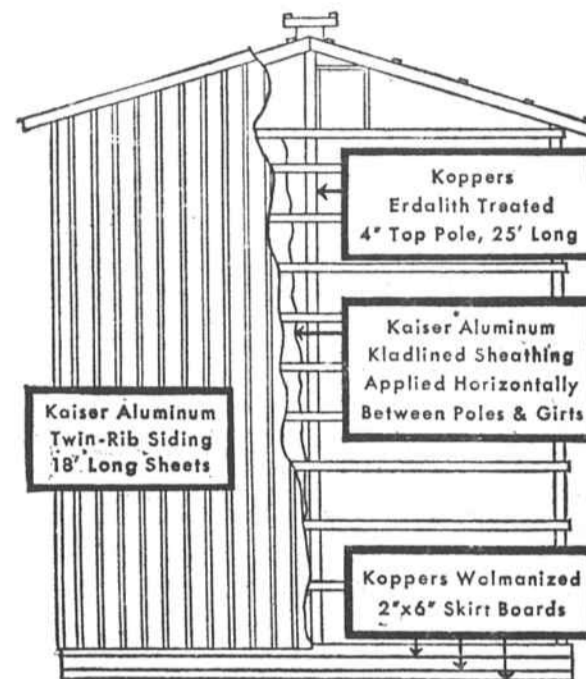 Koppers
Erdalith Treated
4" Top Pole, 25' Long
Kaiser Aluminum
Kladlined Sheathing
Applied Horizontally
Between Poles & Girts
Kaiser Aluminum
Twin-Rib Siding
18' Long Sheets
Koppers Wolmanized
2"x6" Skirt Boards